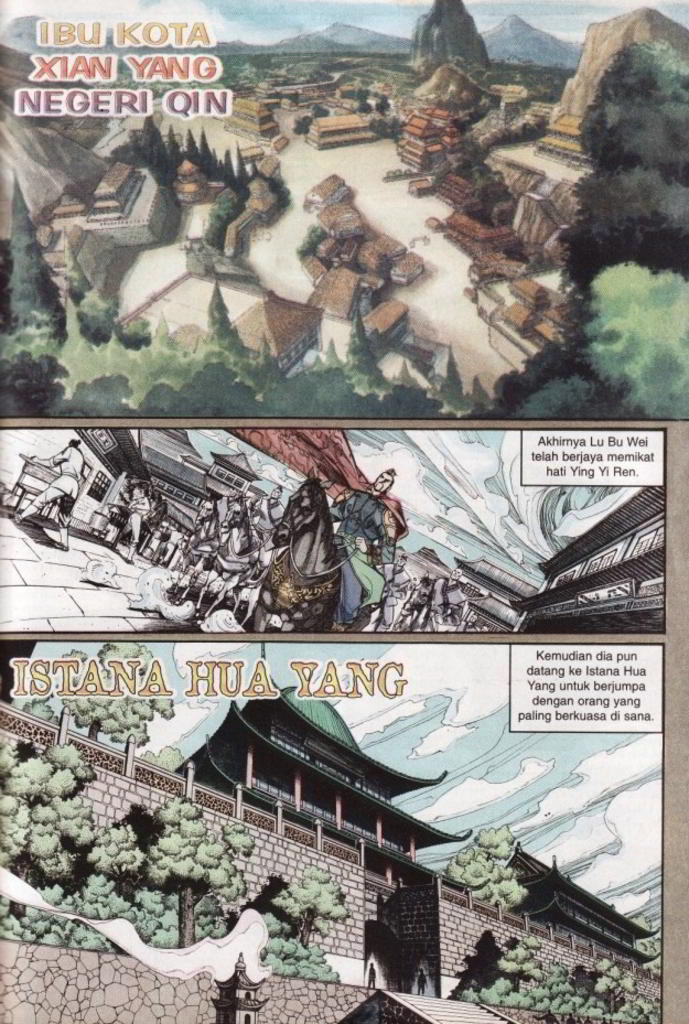 IBU KOTA
XIAN YANG
NEGERI QIN
Akhirnya Lu Bu Wei
telah berjaya memikat
hati Ying Yi Ren.
ISTANA HUA YANG
Kemudian dia pun
datang ke Istana Hua
Yang untuk berjumpa
dengan orang yang
paling berkuasa di sana.